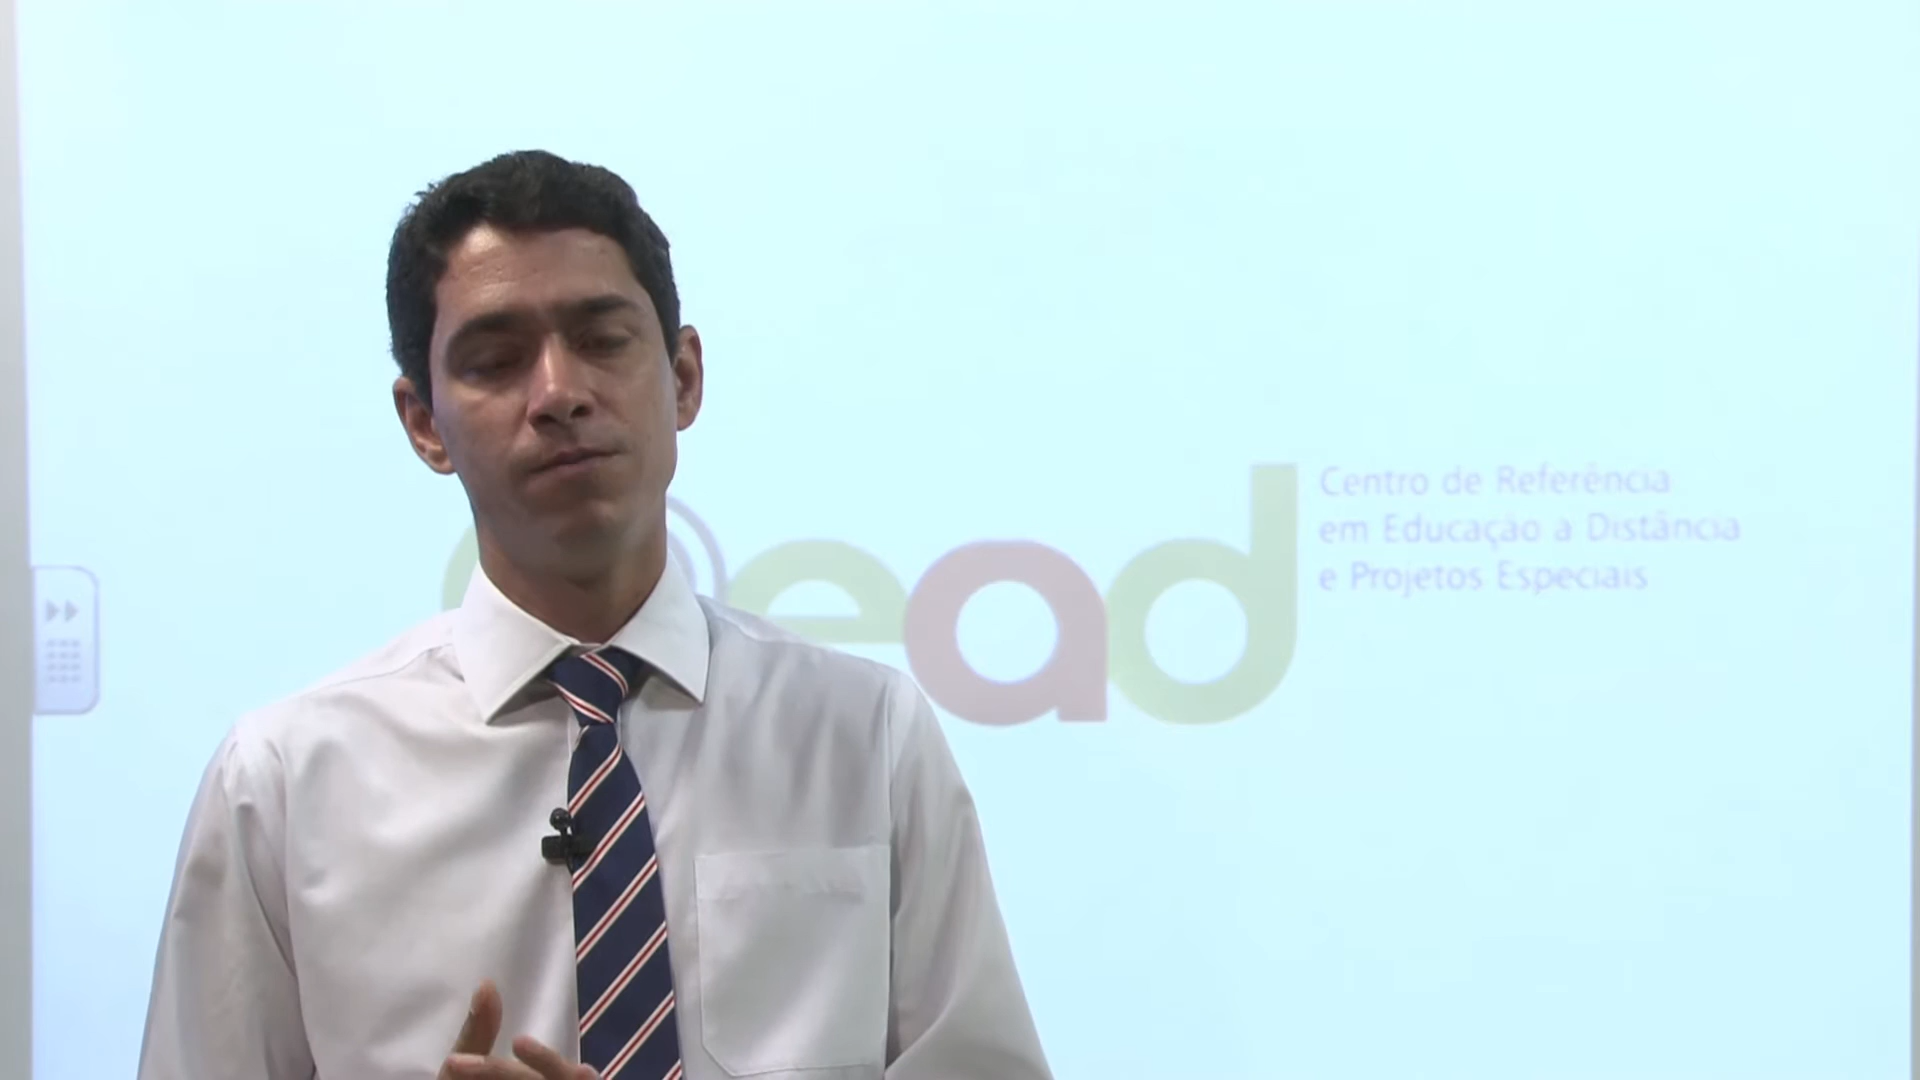 ead
Centro de Referência
em Educação a Distância
e Projetos Especiais